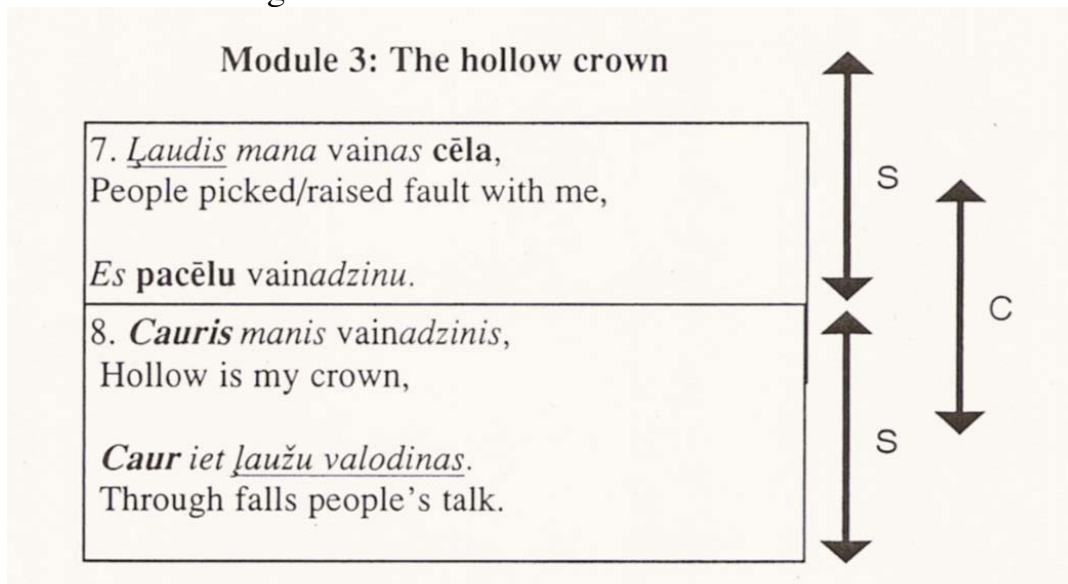 Module 3: The hollow crown
7. Ļaudis mana vainas cēla,
People picked/raised fault with me,
Es pacēlu vainadzinu.
8. Cauris manis vainadzinis,
Hollow is my crown,
Caur iet ļaužu valodinas.
Through falls people's talk.
S
C
S